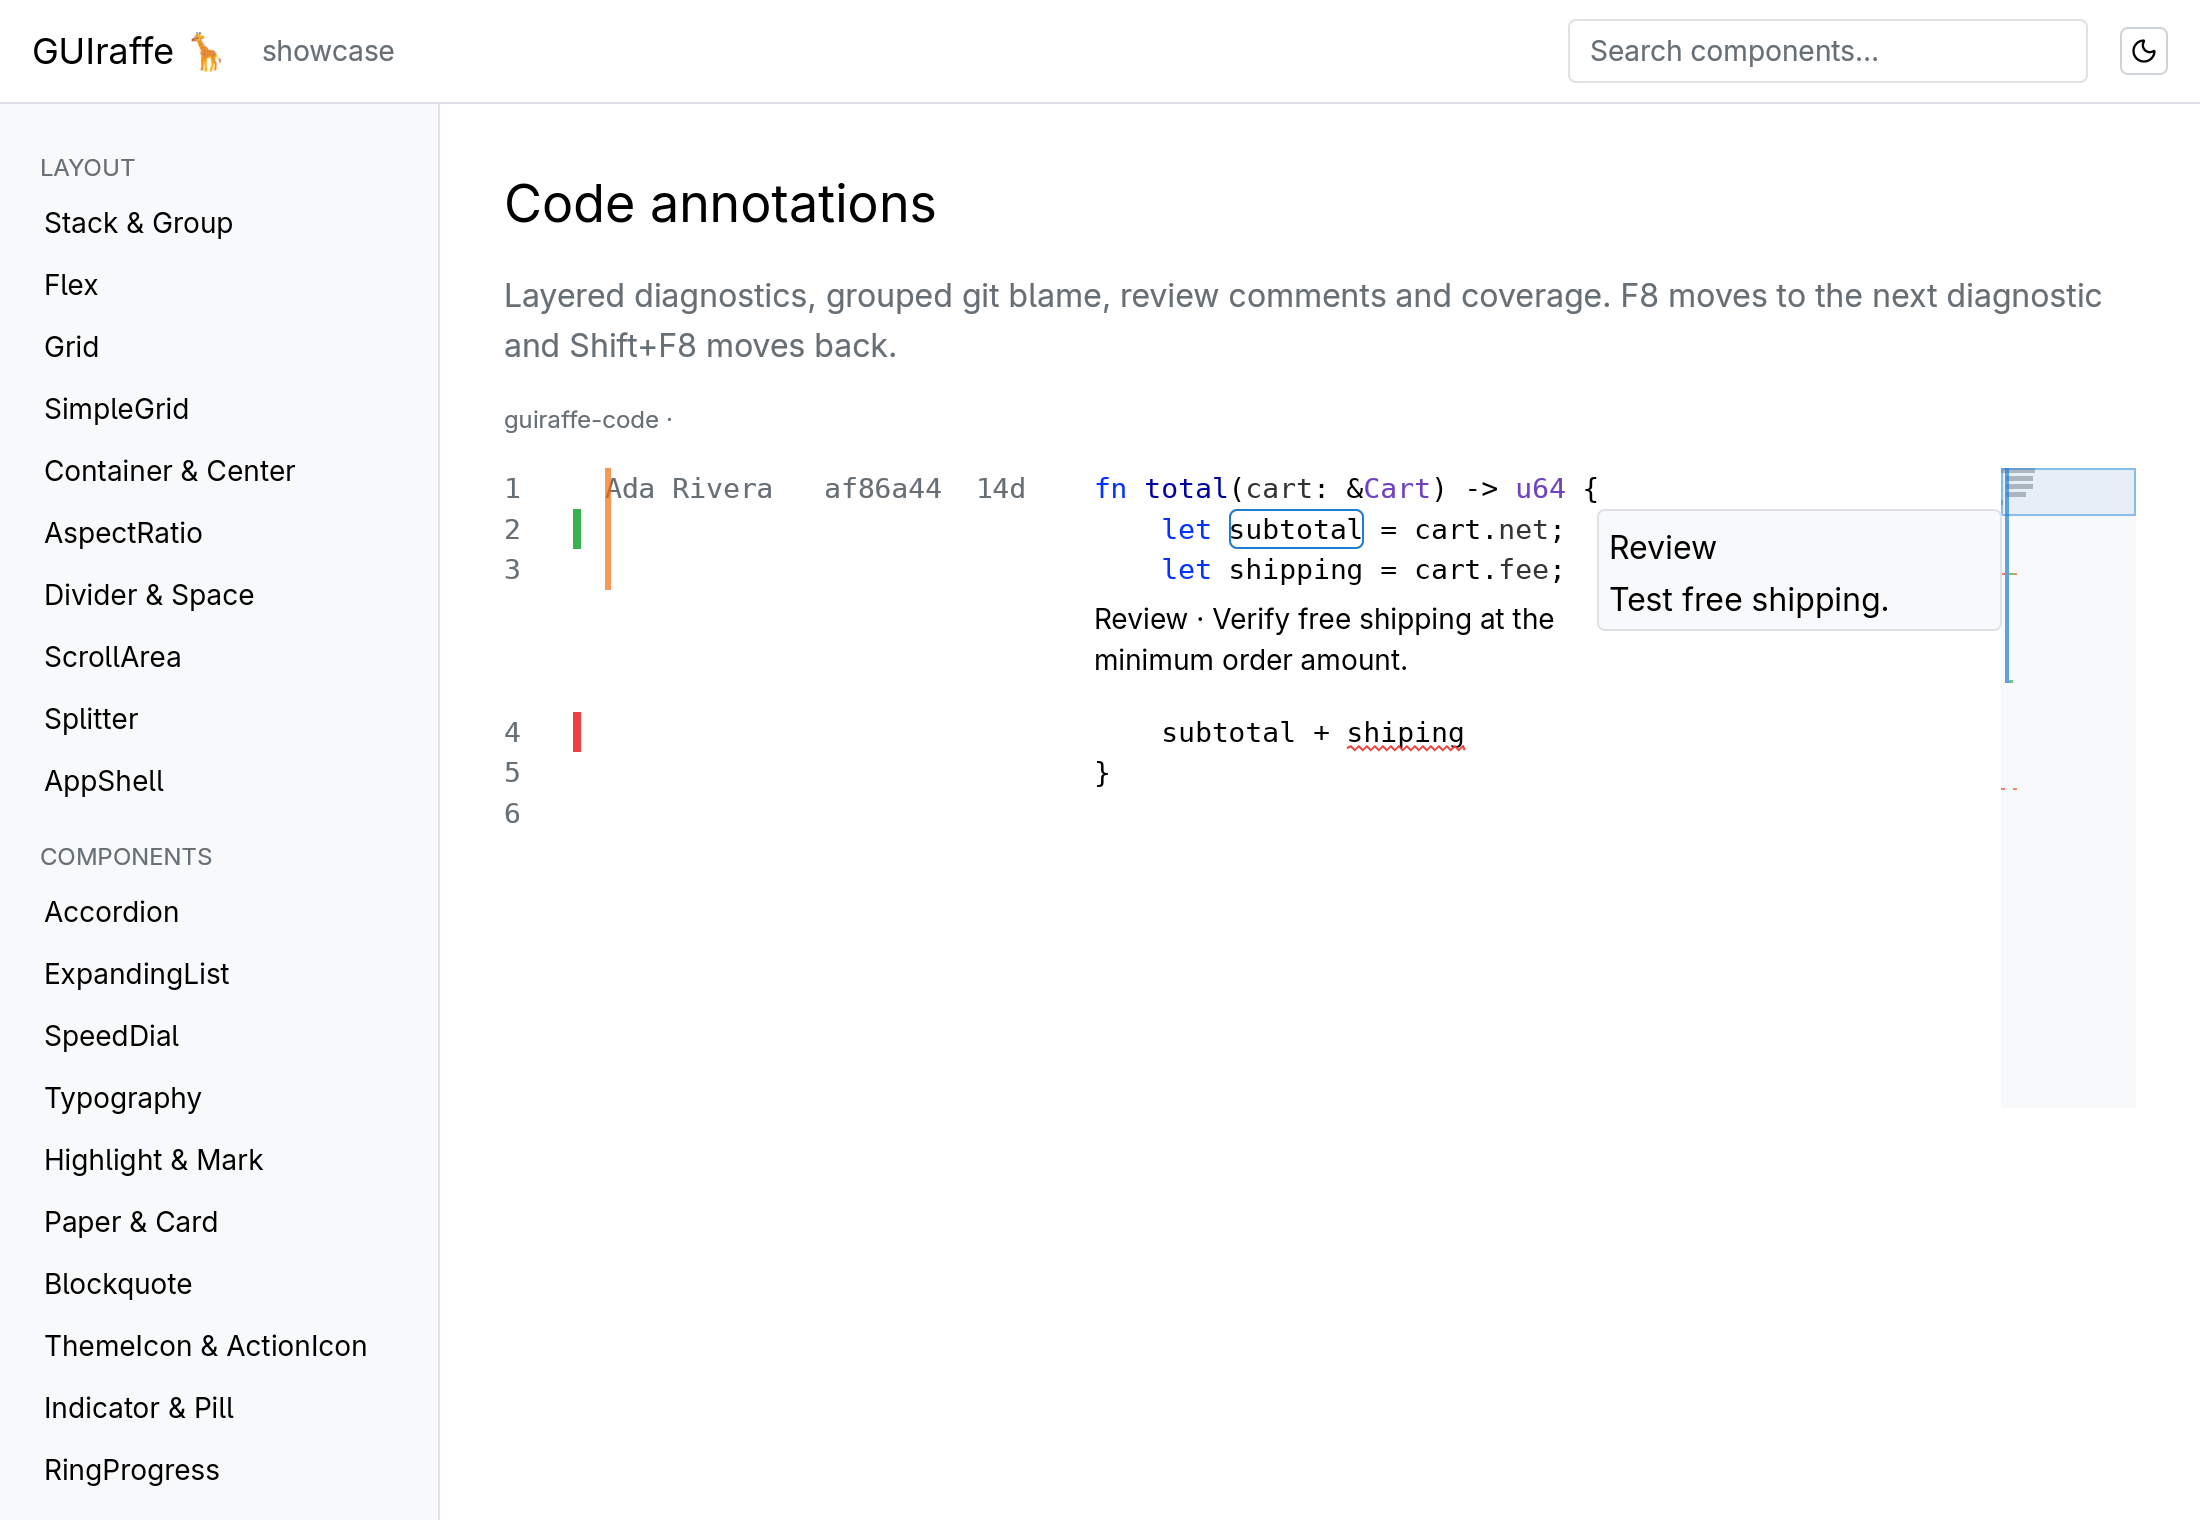 GUIraffe 🦒 showcase
Search components...
LAYOUT
Stack & Group
Flex
Grid
SimpleGrid
Container & Center
AspectRatio
Divider & Space
ScrollArea
Splitter
AppShell
COMPONENTS
Accordion
ExpandingList
SpeedDial
Typography
Highlight & Mark
Paper & Card
Blockquote
ThemeIcon & ActionIcon
Indicator & Pill
RingProgress
Code annotations
Layered diagnostics, grouped git blame, review comments and coverage. F8 moves to the next diagnostic
and Shift+F8 moves back.
guiraffe-code ·
1 Ada Rivera af86a44 14d fn total(cart: &Cart) -> u64 {
2 let subtotal = cart.net;
3 let shipping = cart.fee;
Review
Test free shipping.
Review · Verify free shipping at the
minimum order amount.
4 subtotal + shiping
5 }
6